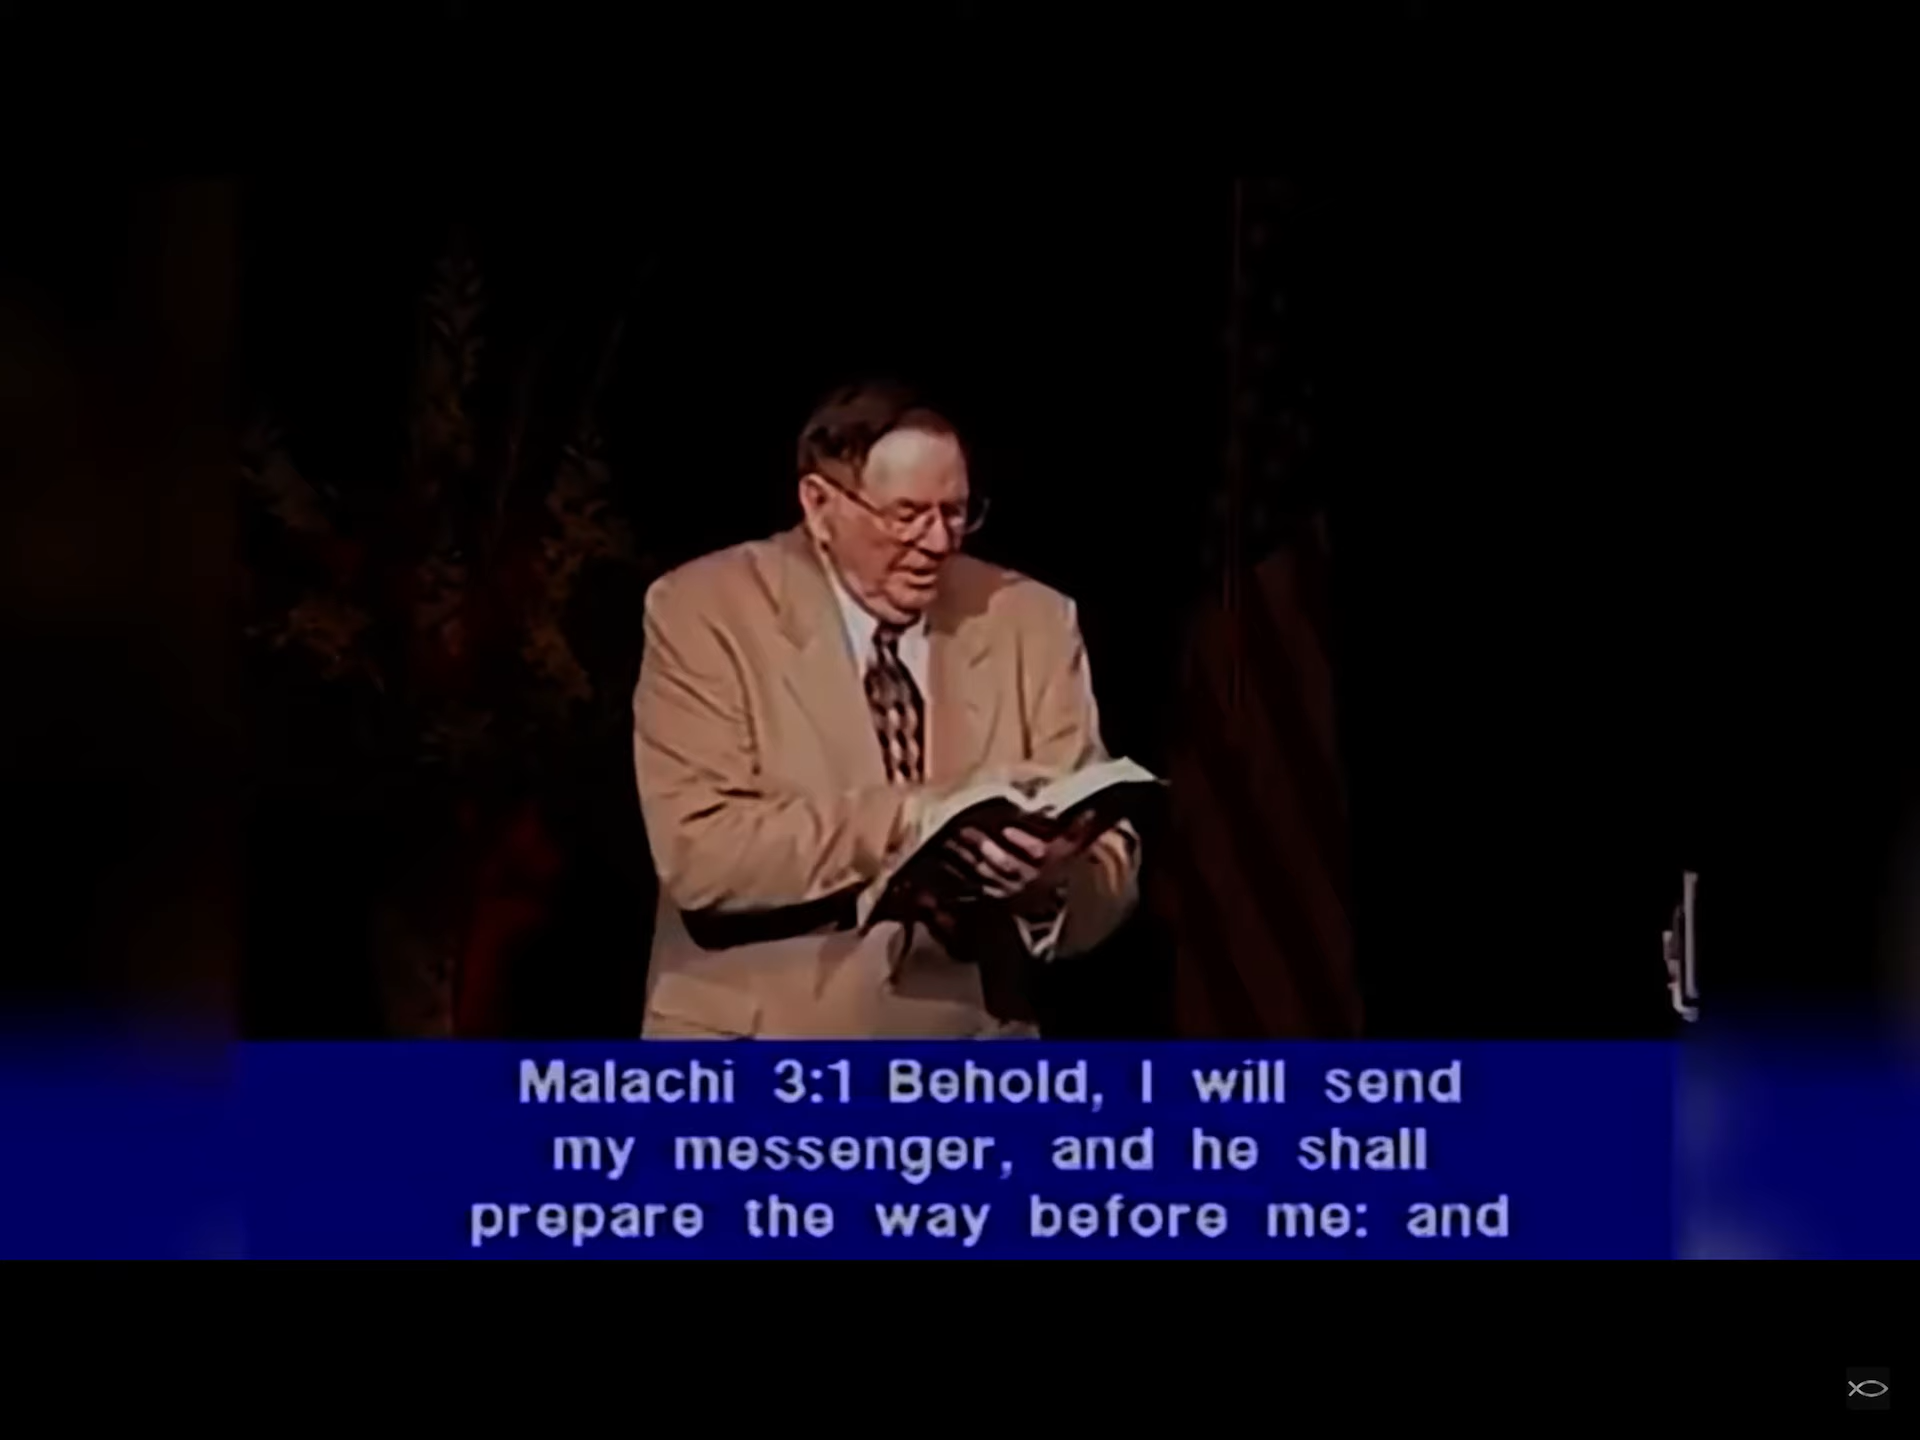 Malachi 3:1 Behold, I will send
my messenger, and he shall
prepare the way before me: and